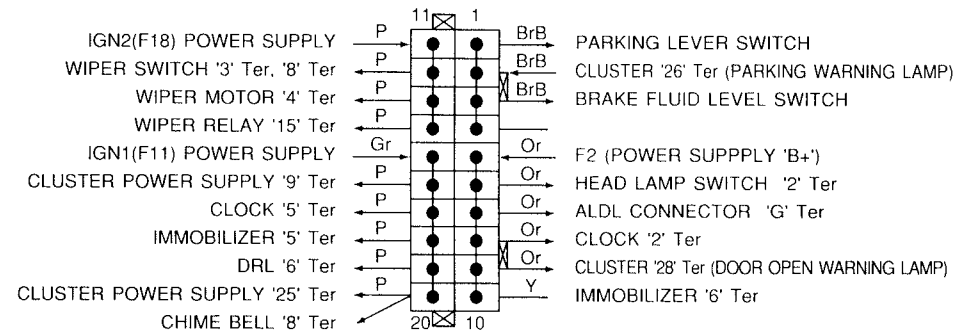 11 1
IGN2(F18) POWER SUPPLY P BrB PARKING LEVER SWITCH
WIPER SWITCH '3' Ter, '8' Ter P BrB CLUSTER '26' Ter (PARKING WARNING LAMP)
WIPER MOTOR '4' Ter P BrB BRAKE FLUID LEVEL SWITCH
WIPER RELAY '15' Ter P
IGN1(F11) POWER SUPPLY Gr Or F2 (POWER SUPPPLY 'B+')
CLUSTER POWER SUPPLY '9' Ter P Or HEAD LAMP SWITCH '2' Ter
CLOCK '5' Ter P Or ALDL CONNECTOR 'G' Ter
IMMOBILIZER '5' Ter P Or CLOCK '2' Ter
DRL '6' Ter P Or CLUSTER '28' Ter (DOOR OPEN WARNING LAMP)
CLUSTER POWER SUPPLY '25' Ter P Y IMMOBILIZER '6' Ter
CHIME BELL '8' Ter 20 10